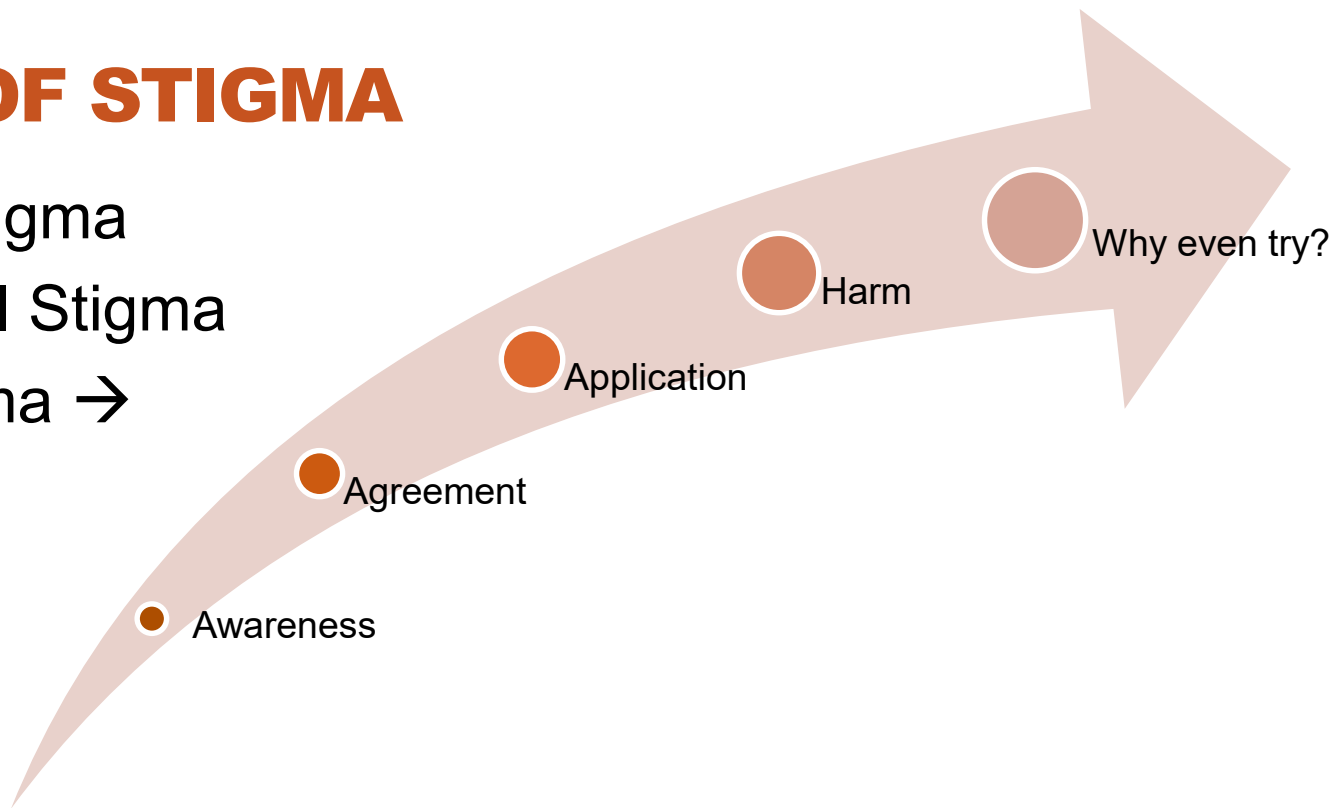 OF STIGMA
gma
l Stigma
na →
Why even try?
Harm
Application
Agreement
Awareness